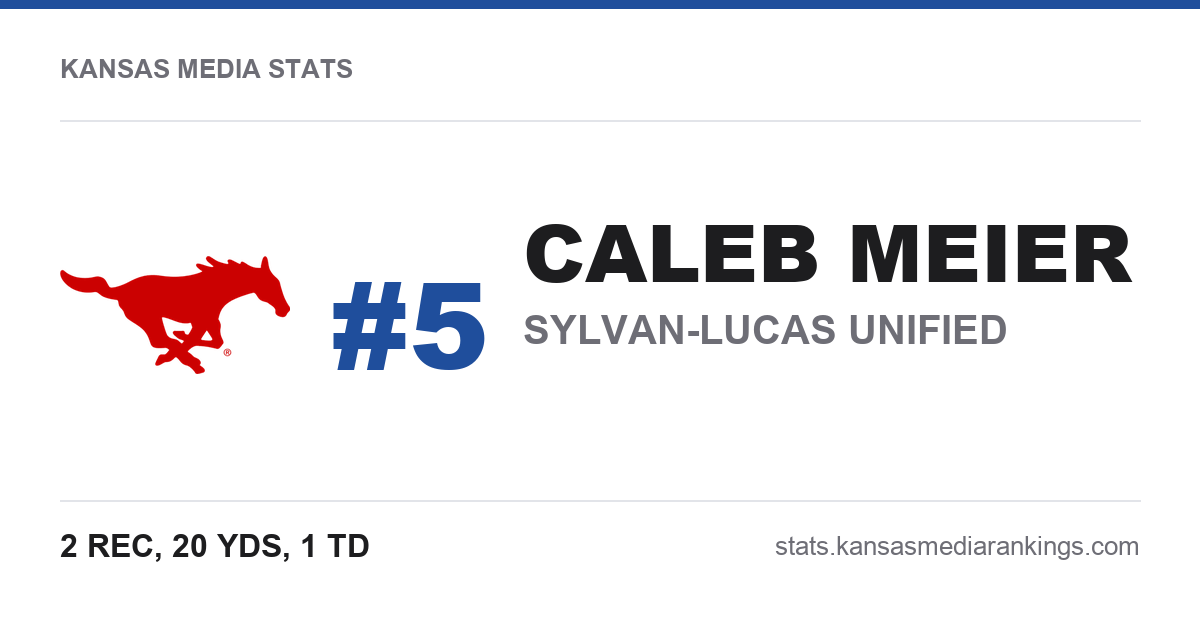 KANSAS MEDIA STATS
#5
CALEB MEIER
SYLVAN-LUCAS UNIFIED
®
2 REC, 20 YDS, 1 TD
stats.kansasmediarankings.com